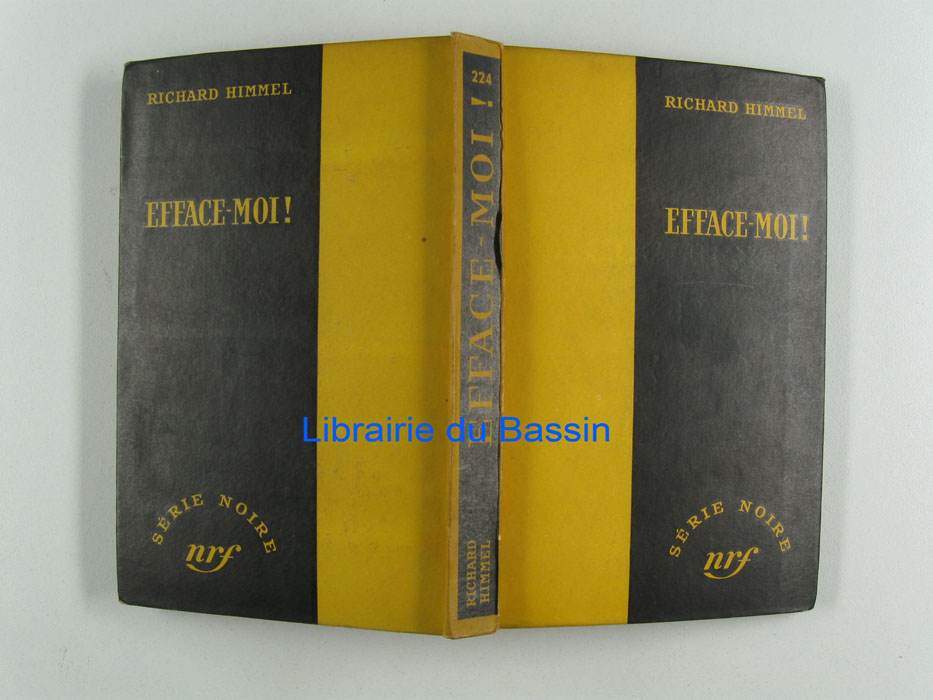 RICHARD HIMMEL
EFFACE-MOI !
SÉRIE NOIRE
nrf
224
EFFACE-MOI !
RICHARD
HIMMEL
RICHARD HIMMEL
EFFACE-MOI !
SÉRIE NOIRE
nrf
Librairie du Bassin